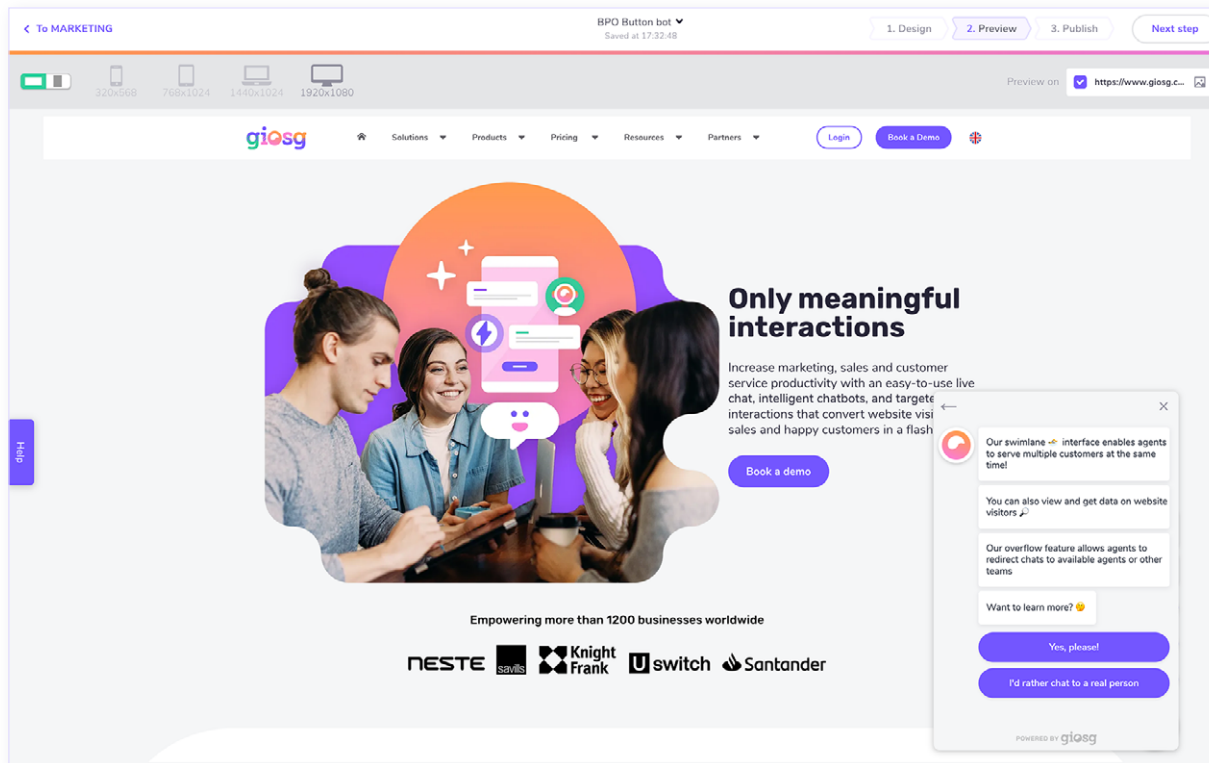 To MARKETING
BPO Button bot
Saved at 17:32:48
1. Design
2. Preview
3. Publish
Next step
320x568
768x1024
1440x1024
1920x1080
Preview on
https://www.giosg.c...
giosg
Solutions
Products
Pricing
Resources
Partners
Login
Book a Demo
Only meaningful
interactions
Increase marketing, sales and customer
service productivity with an easy-to-use live
chat, intelligent chatbots, and targete
interactions that convert website visi
sales and happy customers in a flash
Book a demo
Help
Empowering more than 1200 businesses worldwide
NESTE
savills
Knight
Frank
U switch
Santander
Our swimlane interface enables agents
to serve multiple customers at the same
time!
You can also view and get data on website
visitors
Our overflow feature allows agents to
redirect chats to available agents or other
teams
Want to learn more?
Yes, please!
I'd rather chat to a real person
POWERED BY giosg